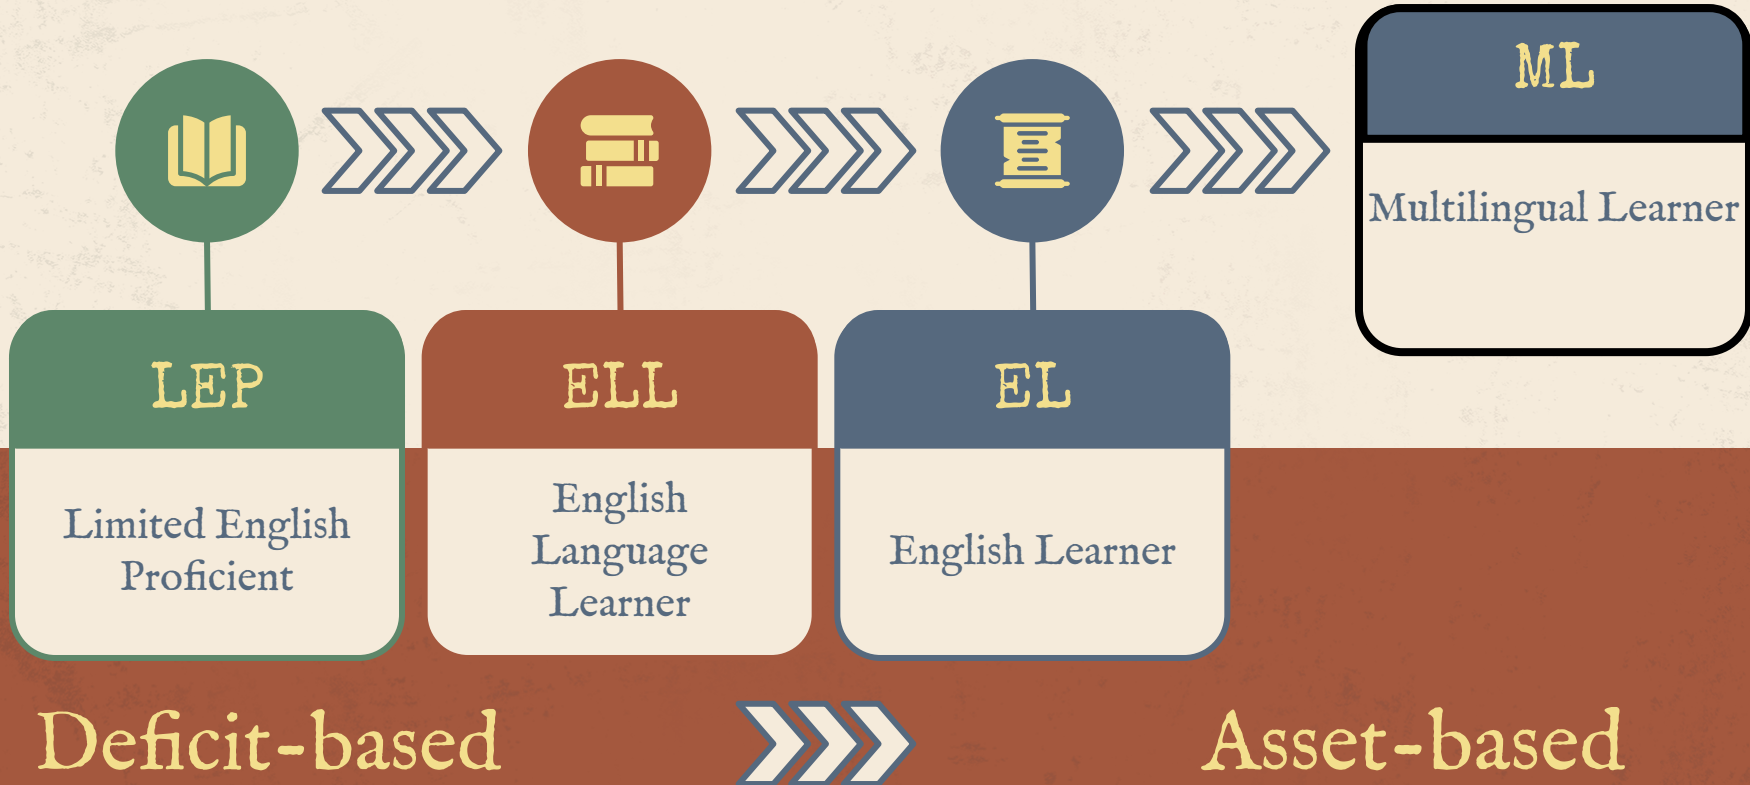 ML
Multilingual Learner
LEP
Limited English
Proficient
ELL
English
Language
Learner
EL
English Learner
Deficit-based
Asset-based